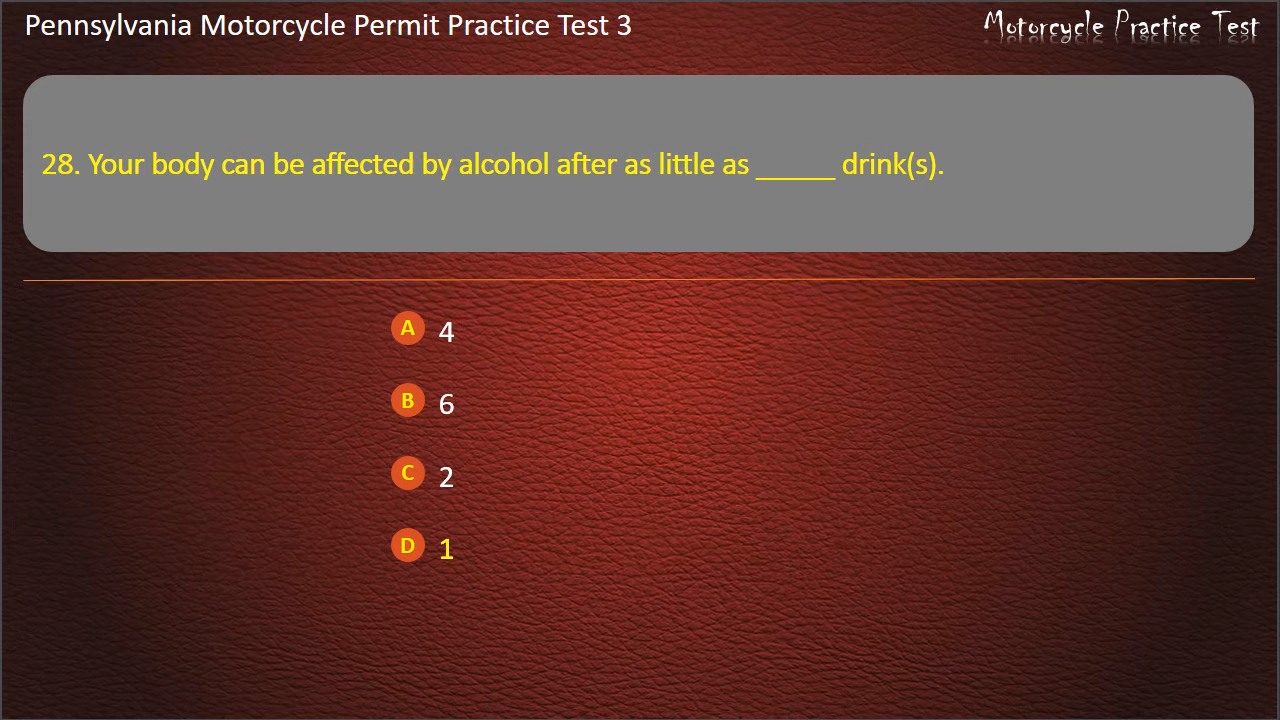 Pennsylvania Motorcycle Permit Practice Test 3
Motorcycle Practice Test
28. Your body can be affected by alcohol after as little as _____ drink(s).
A 4
B 6
C 2
D 1